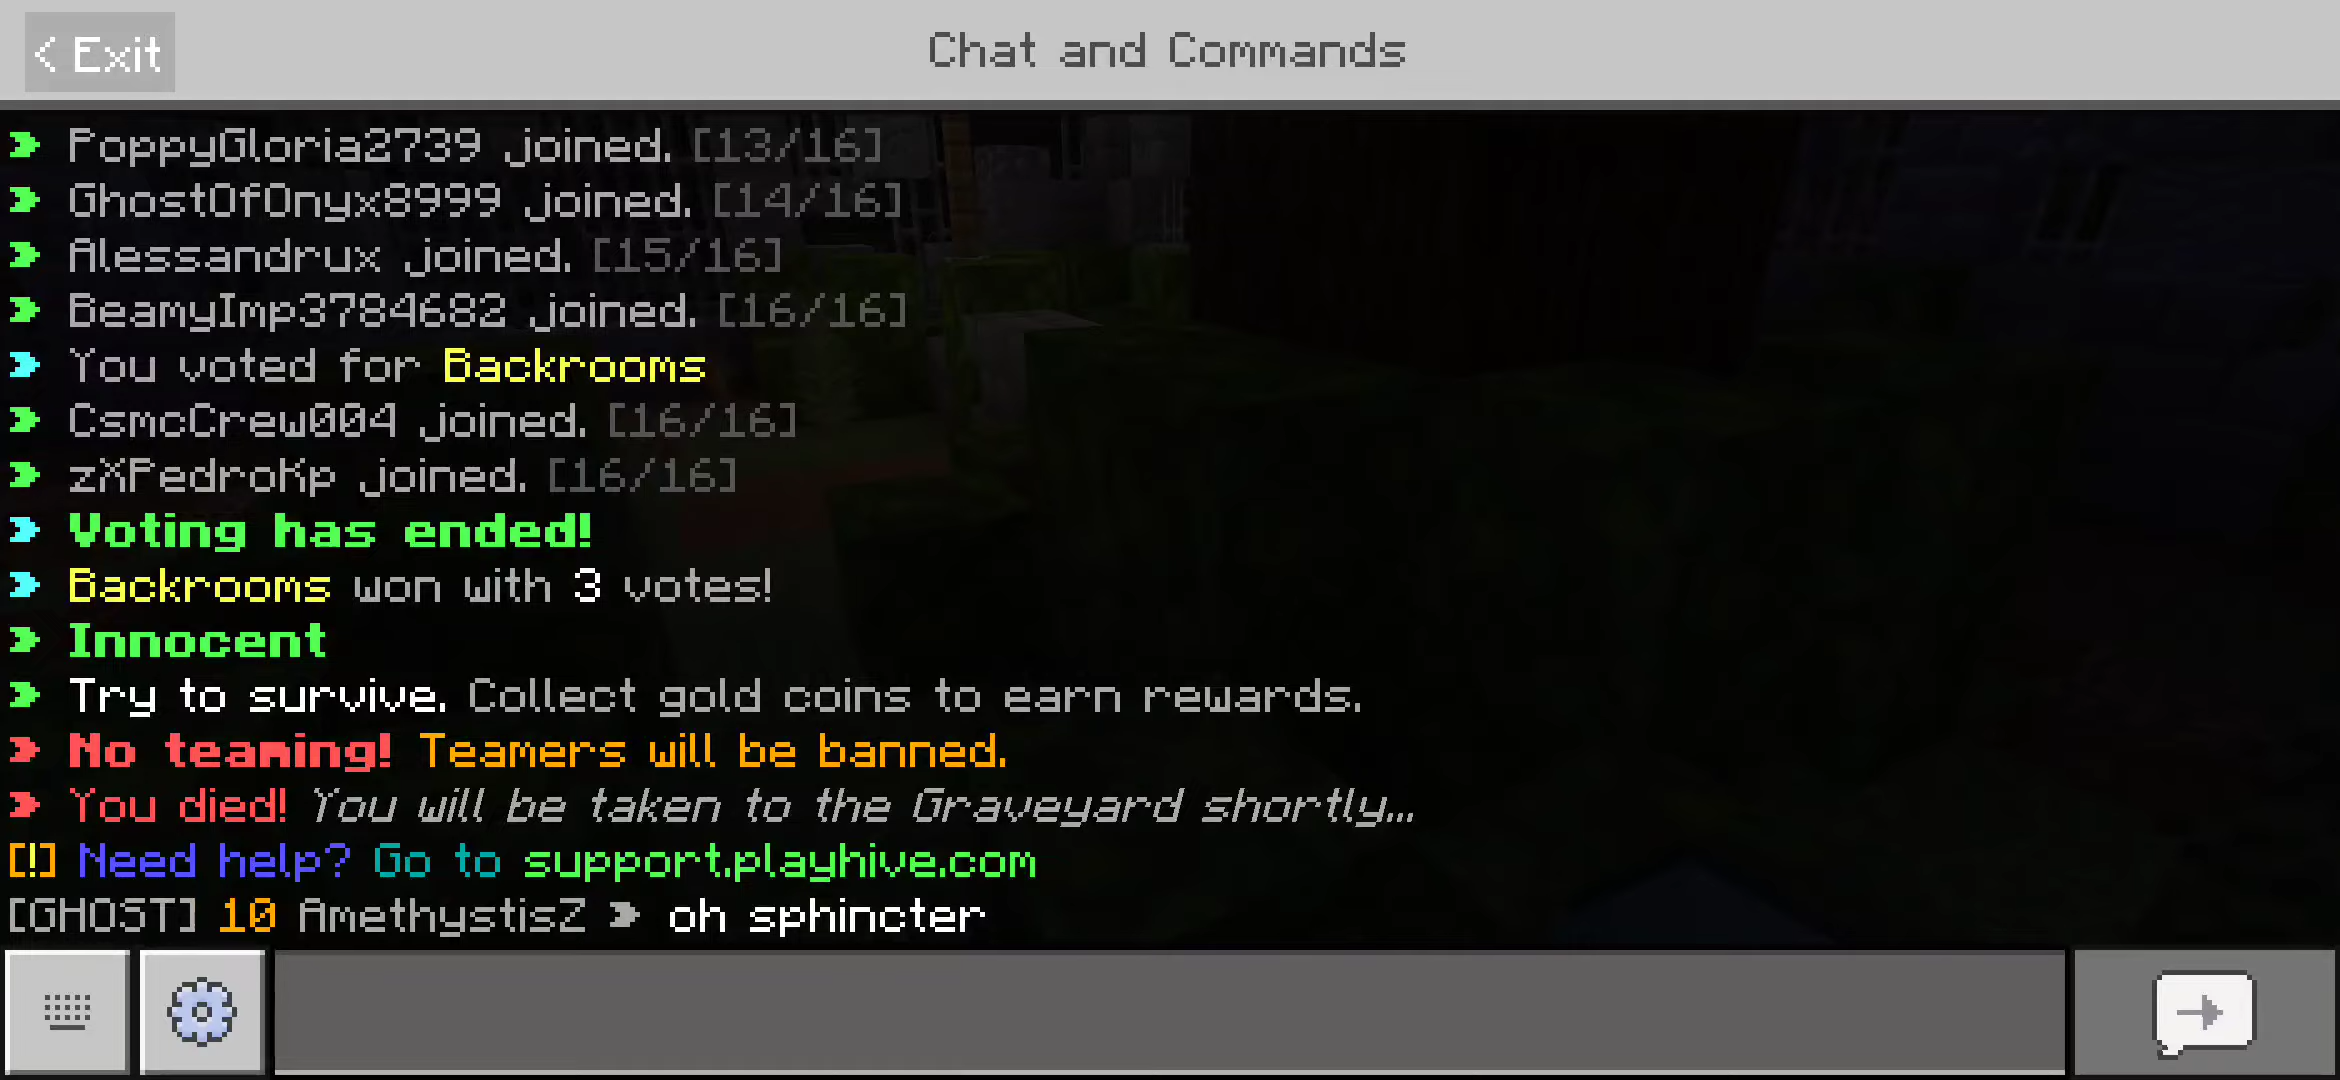 < Exit
Chat and Commands
PoppyGloria2739 joined. [13/16]
GhostOfOnyx8999 joined. [14/16]
Alessandrux joined. [15/16]
BeamyImp3784682 joined. [16/16]
You voted for Backrooms
CsmcCrew004 joined. [16/16]
zXPedroKp joined. [16/16]
Voting has ended!
Backrooms won with 3 votes!
Innocent
Try to survive. Collect gold coins to earn rewards.
No teaming! Teamers will be banned.
You died! You will be taken to the Graveyard shortly...
[!] Need help? Go to support.playhive.com
[GHOST] 10 AmethystisZ » oh sphincter